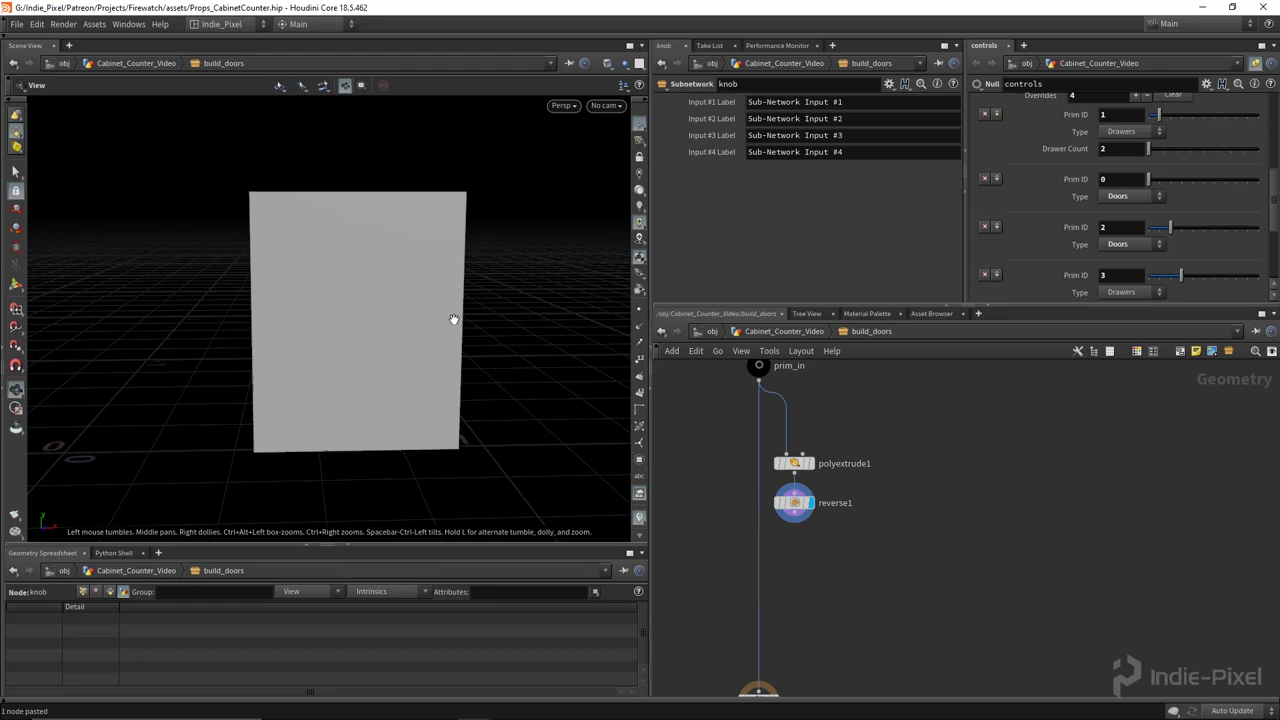 G:/Indie_Pixel/Patreon/Projects/Firewatch/assets/Props_CabinetCounter.hip - Houdini Core 18.5.462
File Edit Render Assets Windows Help Indie_Pixel Main Main
Scene View
obj Cabinet_Counter_Video build_doors
View
Persp No cam
Left mouse tumbles. Middle pans. Right dollies. Ctrl+Alt+Left box-zooms. Ctrl+Right zooms. Spacebar-Ctrl-Left tilts. Hold L for alternate tumble, dolly, and zoom.
Geometry Spreadsheet Python Shell
obj Cabinet_Counter_Video build_doors
Node: knob Group: View Intrinsics Attributes:
Detail
1 node pasted
knob Take List Performance Monitor
obj Cabinet_Counter_Video build_doors
Subnetwork knob
Input #1 Label Sub-Network Input #1
Input #2 Label Sub-Network Input #2
Input #3 Label Sub-Network Input #3
Input #4 Label Sub-Network Input #4
controls
obj Cabinet_Counter_Video
Null controls
Overrides 4 Clear
Prim ID 1
Type Drawers
Drawer Count 2
Prim ID 0
Type Doors
Prim ID 2
Type Doors
Prim ID 3
Type Drawers
/obj/Cabinet_Counter_Video/build_doors Tree View Material Palette Asset Browser
obj Cabinet_Counter_Video build_doors
Add Edit Go View Tools Layout Help
Geometry
prim_in
polyextrude1
reverse1
Indie-Pixel
Auto Update